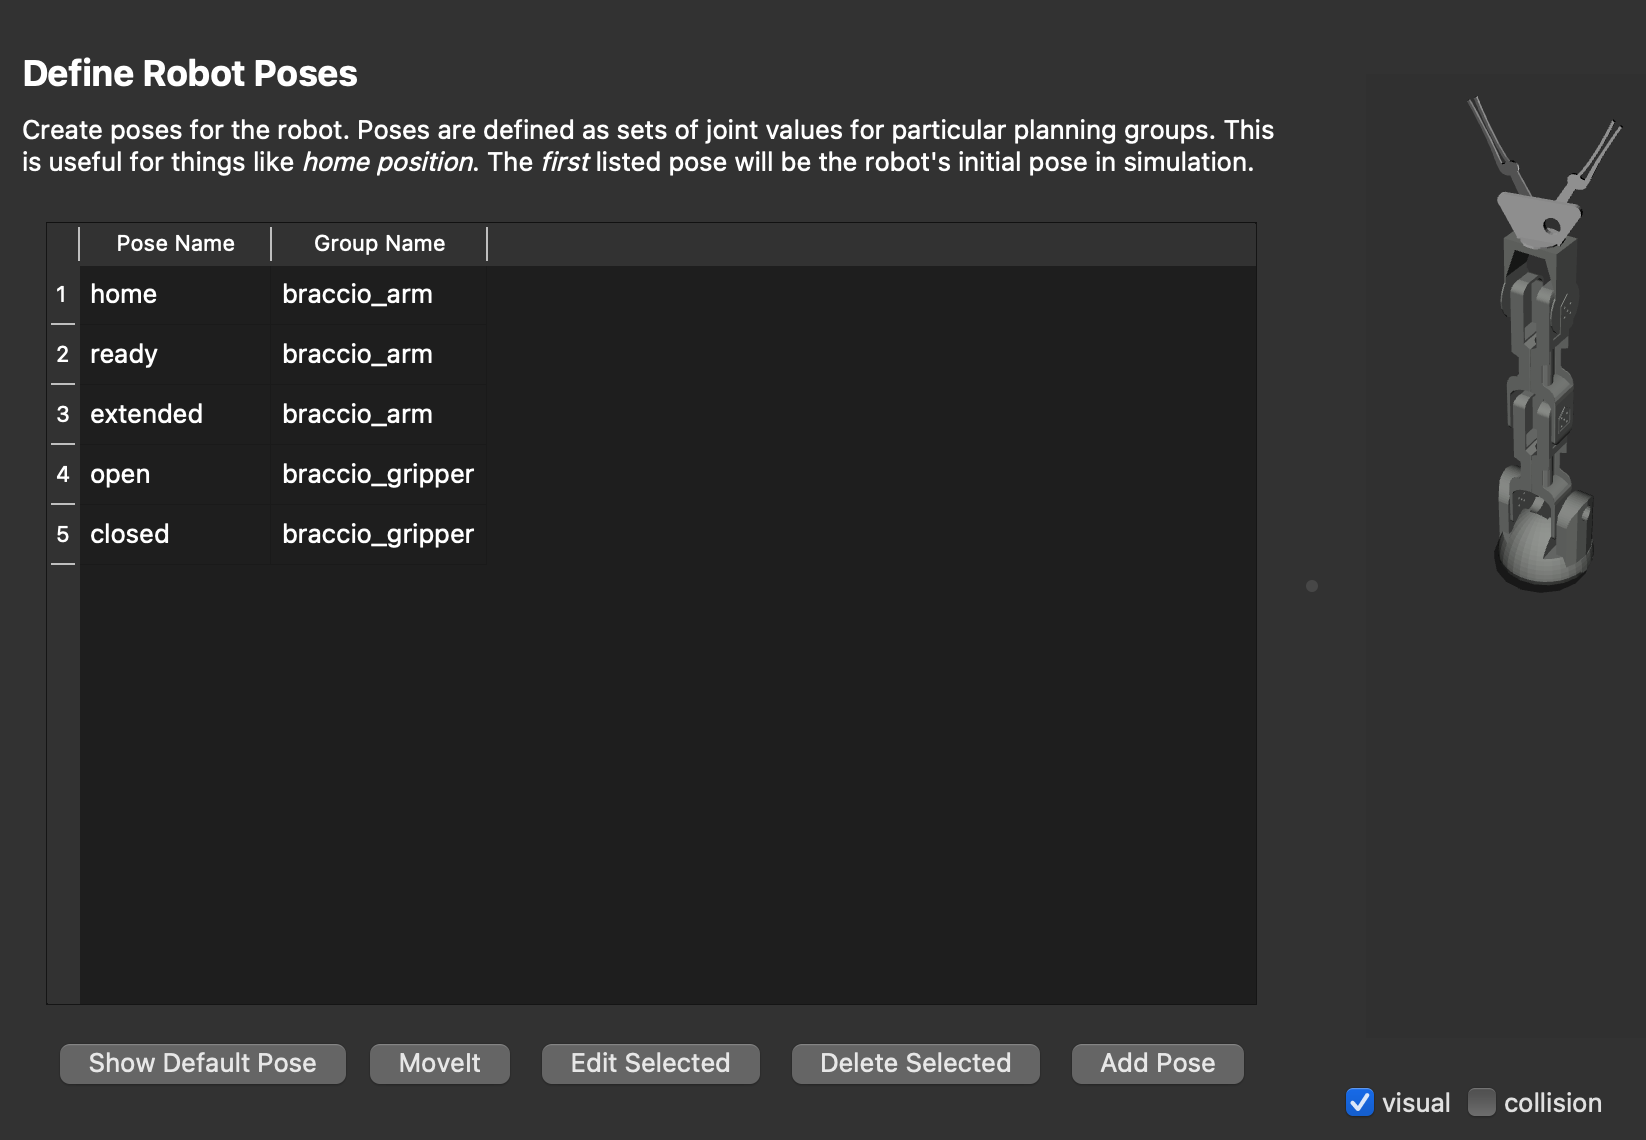 Define Robot Poses
Create poses for the robot. Poses are defined as sets of joint values for particular planning groups. This
is useful for things like home position. The first listed pose will be the robot's initial pose in simulation.
Pose Name Group Name
1 home braccio_arm
2 ready braccio_arm
3 extended braccio_arm
4 open braccio_gripper
5 closed braccio_gripper
Show Default Pose MoveIt Edit Selected Delete Selected Add Pose
visual collision